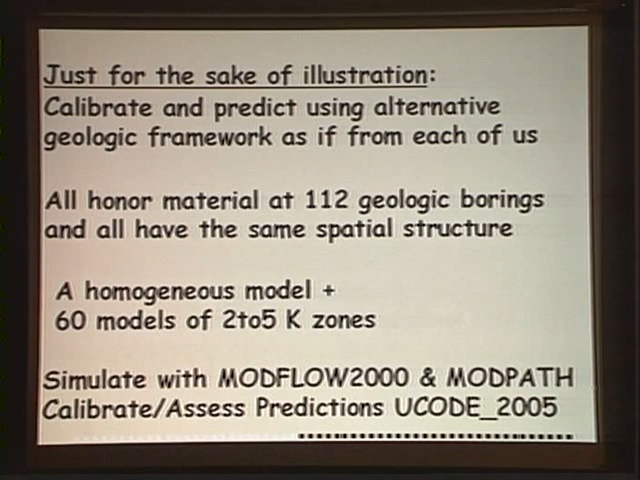 Just for the sake of illustration:
Calibrate and predict using alternative
geologic framework as if from each of us
All honor material at 112 geologic borings
and all have the same spatial structure
A homogeneous model +
60 models of 2to5 K zones
Simulate with MODFLOW2000 & MODPATH
Calibrate/Assess Predictions UCODE_2005